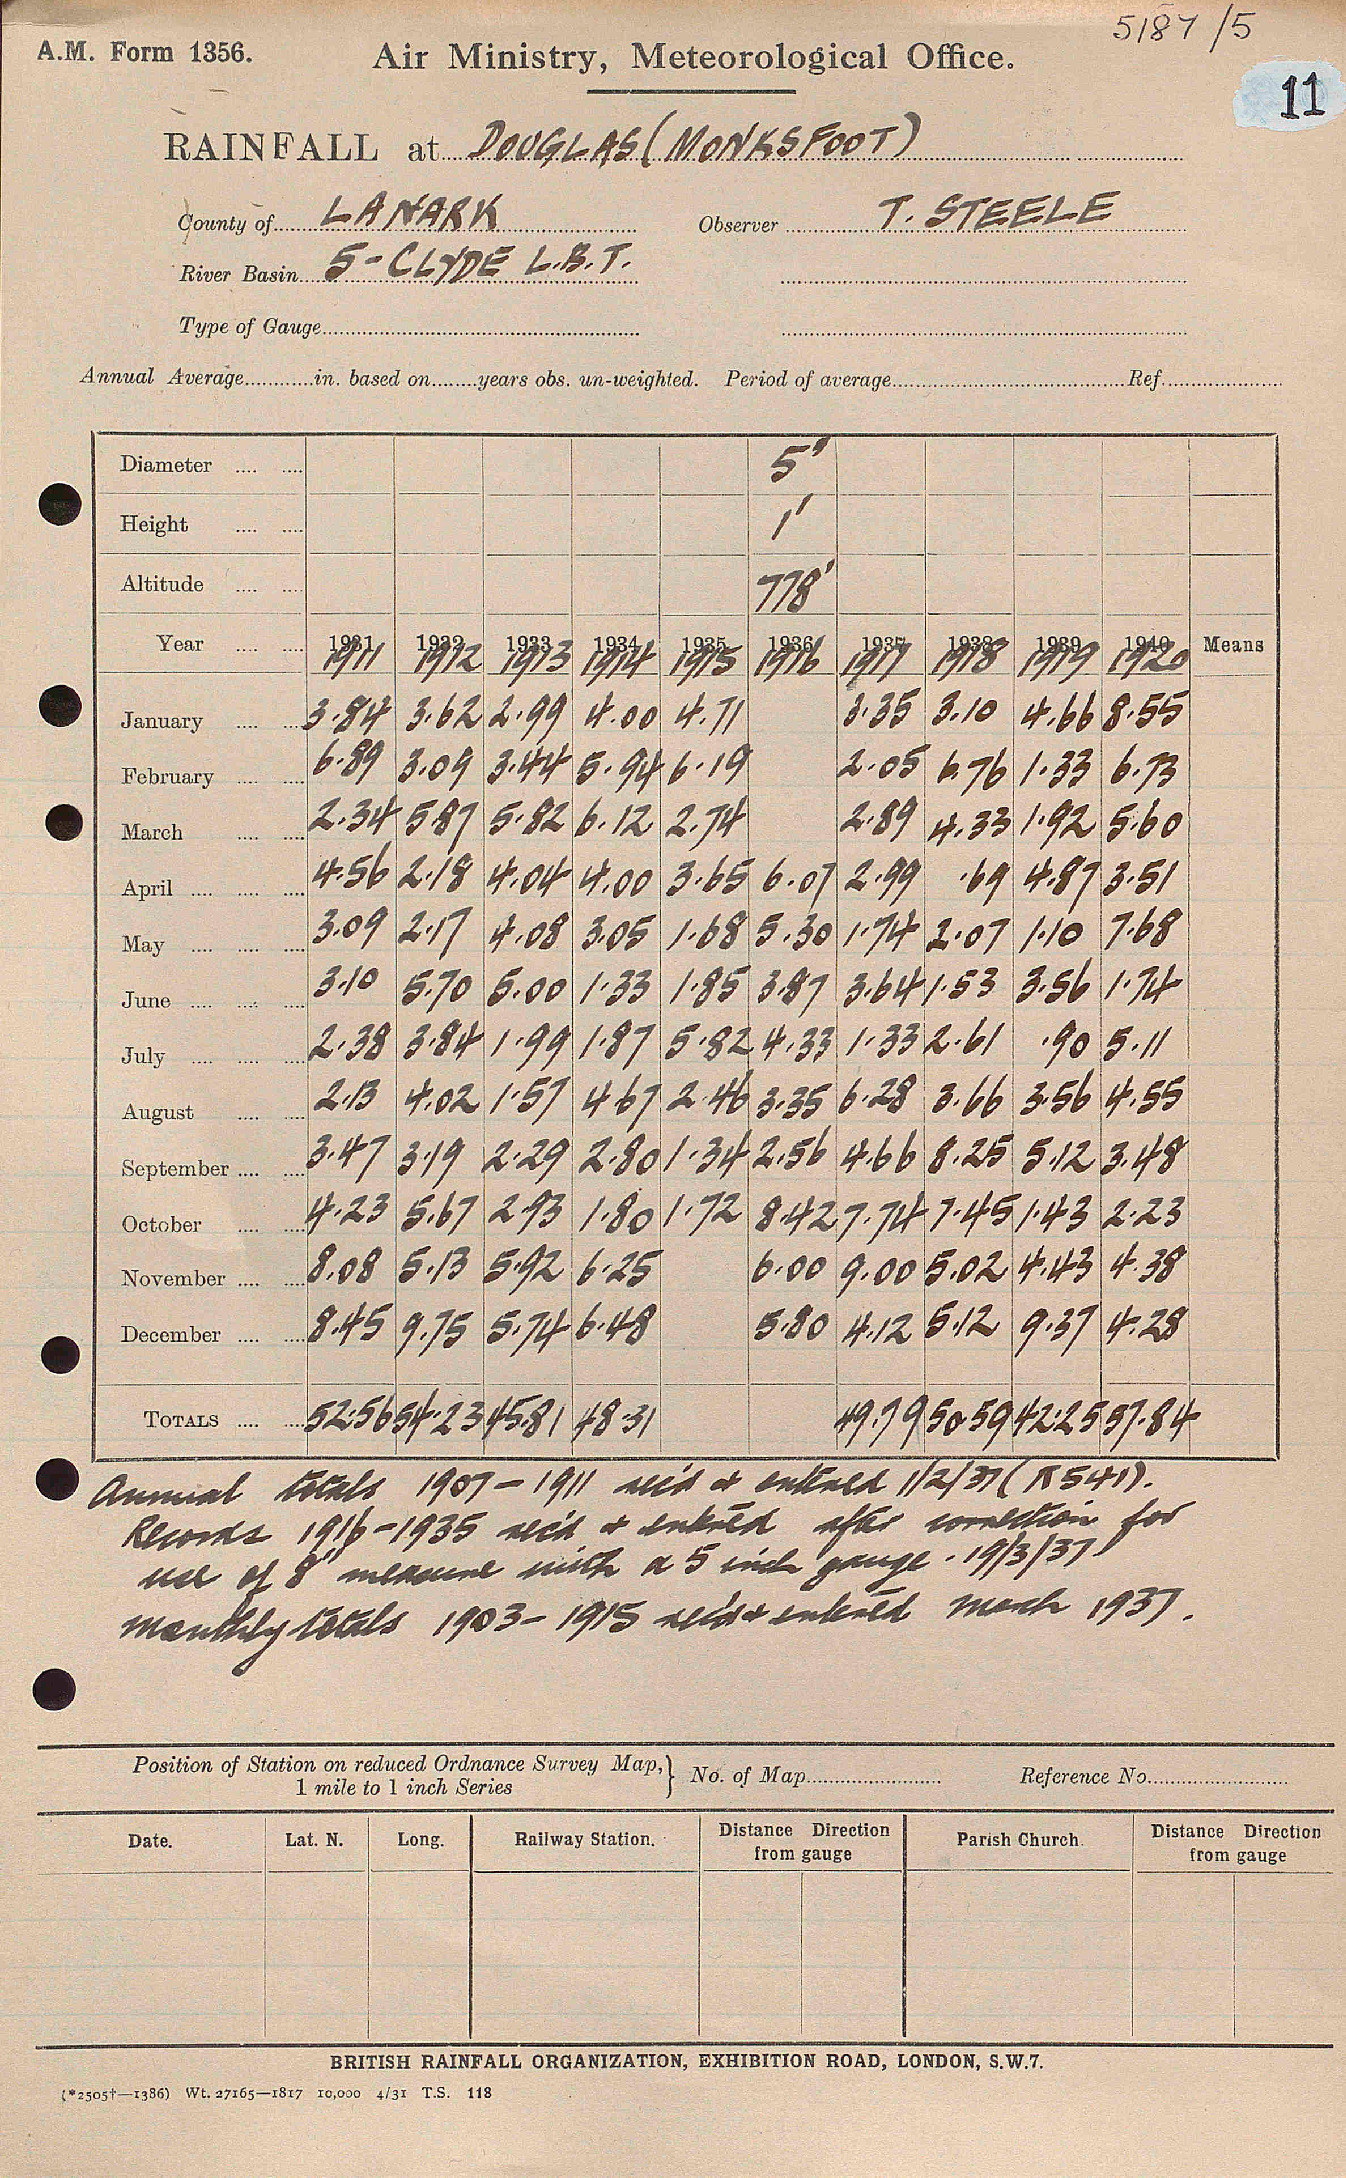 5187/5
A.M. Form 1356.
Air Ministry, Meteorological Office.
11
RAINFALL at DOUGLAS (MONKSFOOT)
County of LANARK Observer T. STEELE
River Basin 5-CLYDE L.B.T.
Type of Gauge
Annual Average in. based on years obs. un-weighted. Period of average Ref.
Diameter 5"
Height 1'
Altitude 778'
Year 1931 1932 1933 1934 1935 1936 1937 1938 1939 1940 Means
1911 1912 1913 1914 1915 1916 1917 1918 1919 1920
January 3.84 3.62 2.99 4.00 4.71 3.35 3.10 4.66 8.55
February 6.89 3.09 3.44 5.94 6.19 2.05 6.76 1.33 6.73
March 2.34 5.87 5.82 6.12 2.74 2.89 4.33 1.92 5.60
April 4.56 2.18 4.04 4.00 3.65 6.07 2.99 .69 4.87 3.51
May 3.09 2.17 4.08 3.05 1.68 5.30 1.74 2.07 1.10 7.68
June 3.10 5.70 5.00 1.33 1.85 3.87 3.64 1.53 3.56 1.74
July 2.38 3.84 1.99 1.87 5.82 4.33 1.33 2.61 .90 5.11
August 2.13 4.02 1.57 4.67 2.46 3.35 6.28 3.66 3.56 4.55
September 3.47 3.19 2.29 2.80 1.34 2.56 4.66 8.25 5.12 3.48
October 4.23 5.67 2.93 1.80 1.72 8.42 7.74 7.45 1.43 2.23
November 8.08 5.13 5.92 6.25 6.00 9.00 5.02 4.43 4.38
December 8.45 9.75 5.74 6.48 5.80 4.12 5.12 9.37 4.28
TOTALS 52.56 54.23 45.81 48.31 49.79 50.59 42.25 57.84
Annual totals 1907-1911 rec'd & entered 1/2/37 (R541).
Records 1916-1935 rec'd & entered after correction for
use of 8" measure with a 5 inch gauge. 19/3/37
Monthly totals 1903-1915 rec'd & entered March 1937.
Position of Station on reduced Ordnance Survey Map, } No. of Map Reference No.
1 mile to 1 inch Series
Date. Lat. N. Long. Railway Station. Distance Direction from gauge Parish Church. Distance Direction from gauge
BRITISH RAINFALL ORGANIZATION, EXHIBITION ROAD, LONDON, S.W.7.
(*2505†—1386) Wt. 27165—1817 10,000 4/31 T.S. 118